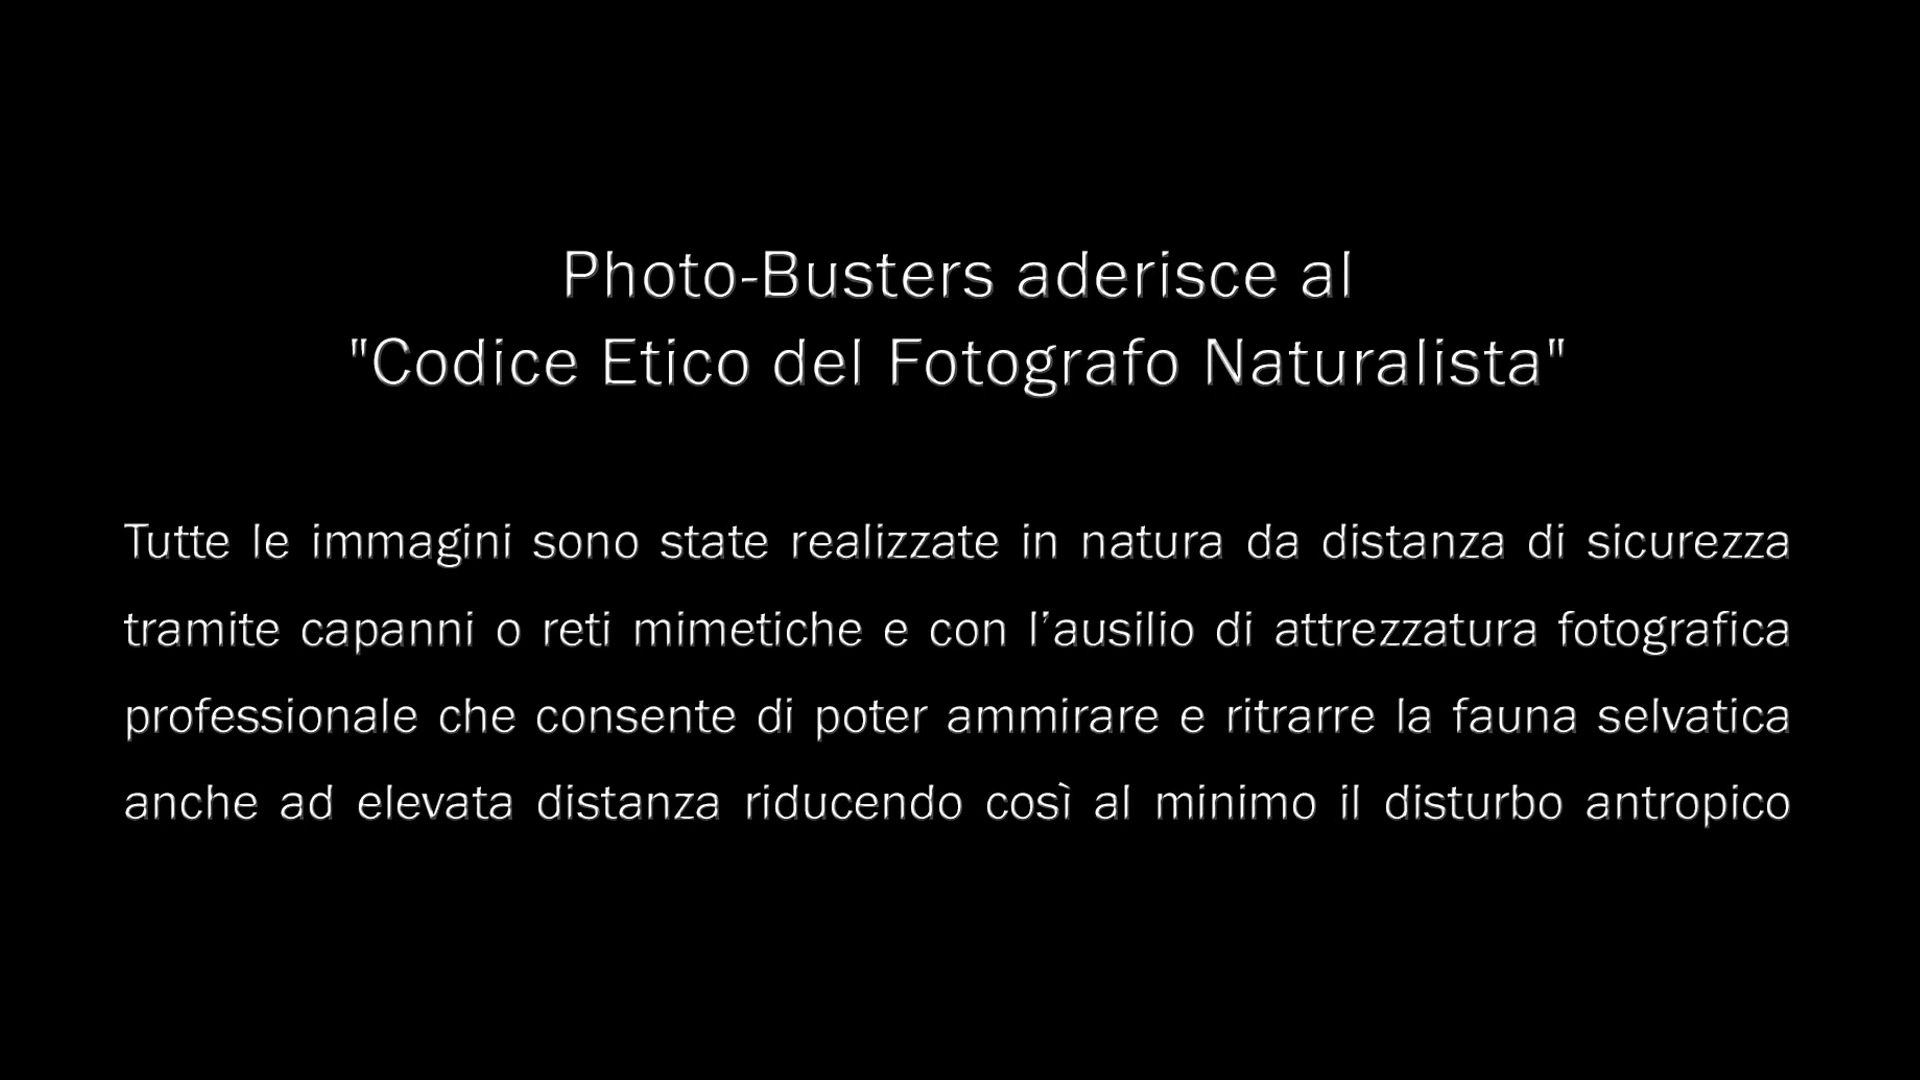 Photo-Busters aderisce al
"Codice Etico del Fotografo Naturalista"
Tutte le immagini sono state realizzate in natura da distanza di sicurezza
tramite capanni o reti mimetiche e con l’ausilio di attrezzatura fotografica
professionale che consente di poter ammirare e ritrarre la fauna selvatica
anche ad elevata distanza riducendo così al minimo il disturbo antropico